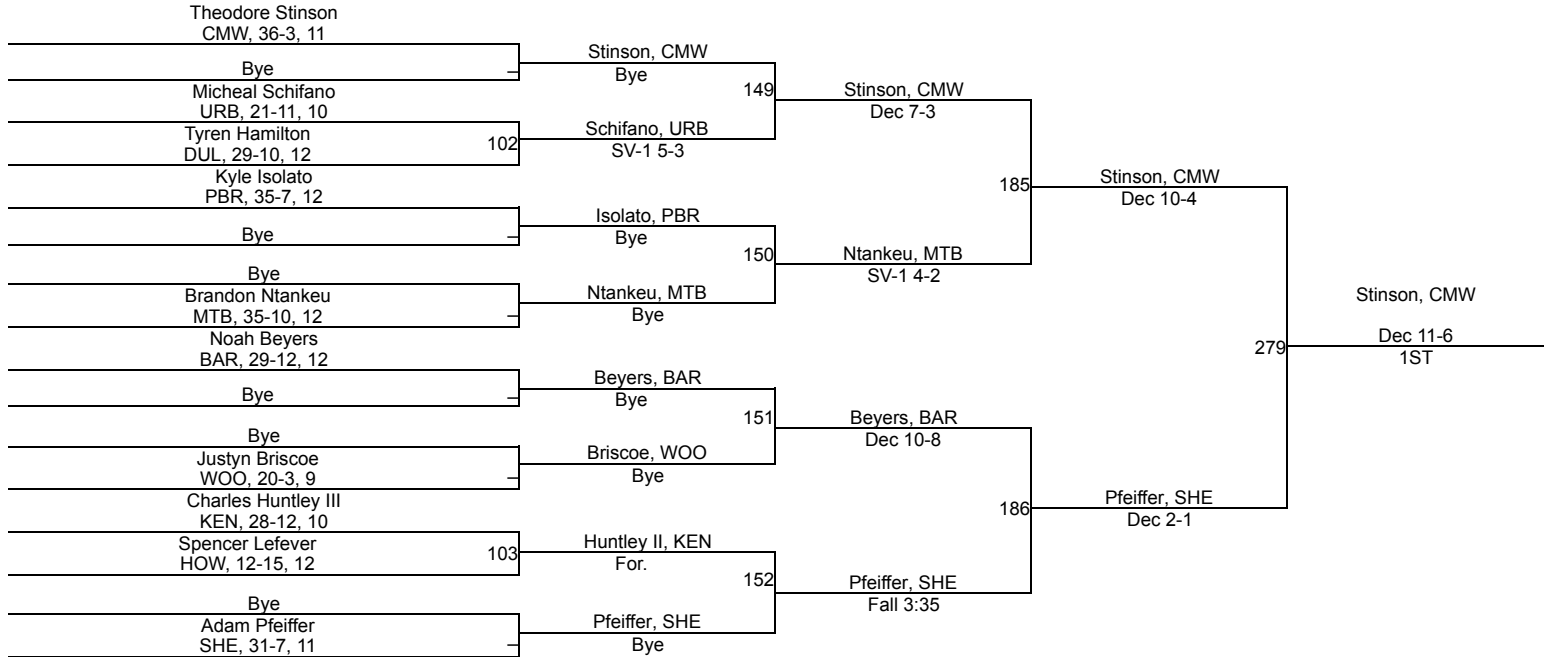 Theodore Stinson
CMW, 36-3, 11
Bye
–
Micheal Schifano
URB, 21-11, 10
Tyren Hamilton
DUL, 29-10, 12
102
Kyle Isolato
PBR, 35-7, 12
Bye
–
Bye
Brandon Ntankeu
MTB, 35-10, 12
–
Noah Beyers
BAR, 29-12, 12
Bye
–
Bye
Justyn Briscoe
WOO, 20-3, 9
–
Charles Huntley III
KEN, 28-12, 10
Spencer Lefever
HOW, 12-15, 12
103
Bye
Adam Pfeiffer
SHE, 31-7, 11
–
Stinson, CMW
Bye
149
Schifano, URB
SV-1 5-3
Isolato, PBR
Bye
150
Ntankeu, MTB
Bye
Beyers, BAR
Bye
151
Briscoe, WOO
Bye
Huntley II, KEN
For.
152
Pfeiffer, SHE
Bye
Stinson, CMW
Dec 7-3
185
Ntankeu, MTB
SV-1 4-2
Beyers, BAR
Dec 10-8
186
Pfeiffer, SHE
Fall 3:35
Stinson, CMW
Dec 10-4
279
Pfeiffer, SHE
Dec 2-1
Stinson, CMW
Dec 11-6
1ST